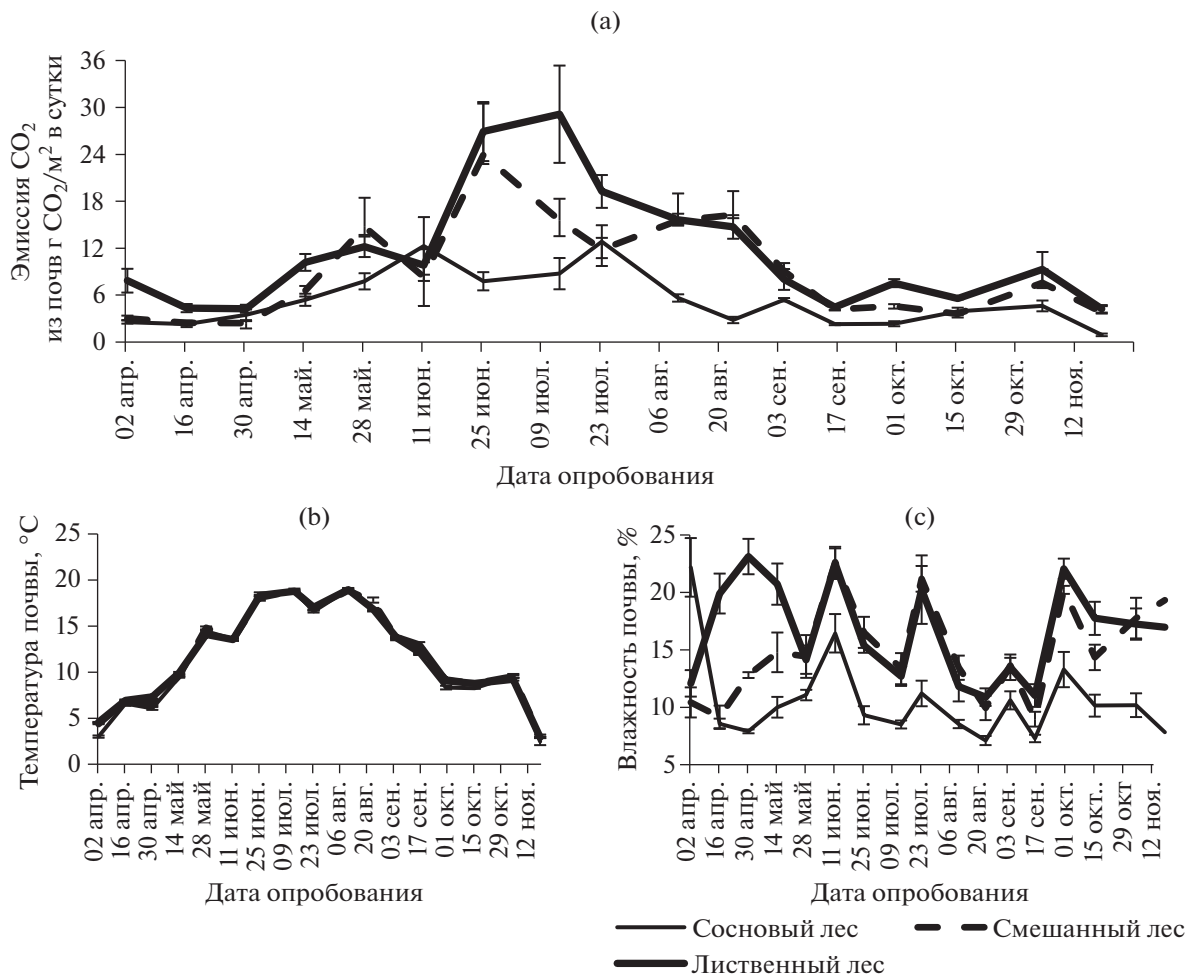 (a)
Эмиссия CO2
из почв г CO2/м2 в сутки
36
30
24
18
12
6
0
02 апр.
16 апр.
30 апр.
14 май.
28 май.
11 июн.
25 июн.
09 июл.
23 июл.
06 авг.
20 авг.
03 сен.
17 сен.
01 окт.
15 окт.
29 окт.
12 ноя.
Дата опробования
(b)
Температура почвы, °C
25
20
15
10
5
0
02 апр.
16 апр.
30 апр.
14 май
28 май
11 июн.
25 июн.
09 июл.
23 июл.
06 авг.
20 авг.
03 сен.
17 сен.
01 окт.
15 окт.
29 окт.
12 ноя.
Дата опробования
(c)
Влажность почвы, %
25
20
15
10
5
02 апр.
16 апр.
30 апр.
14 май
28 май
11 июн.
25 июн.
09 июл.
23 июл.
06 авг.
20 авг.
03 сен.
17 сен.
01 окт.
15 окт..
29 окт
12 ноя.
Дата опробования
Сосновый лес
Смешанный лес
Лиственный лес